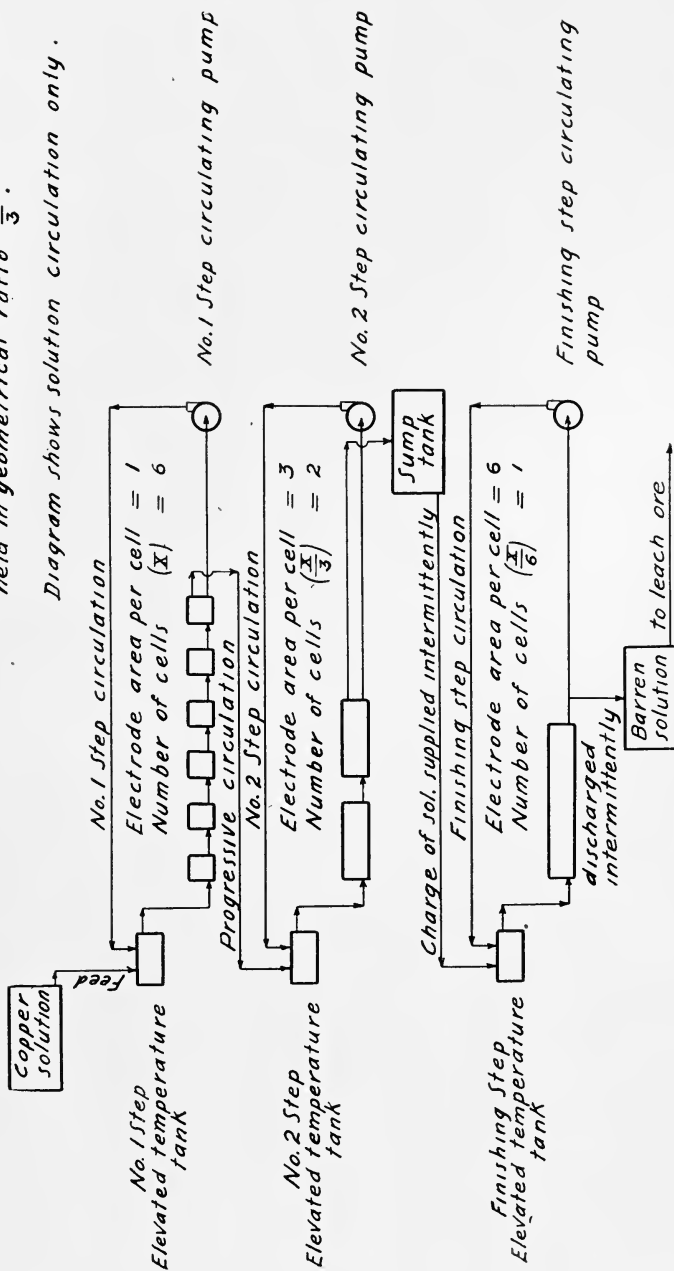 held in geometrical ratio 1/3.
Diagram shows solution circulation only.
Copper
solution
Feed
No.1 Step
Elevated temperature
tank
No.1 Step circulation
Electrode area per cell = 1
Number of cells (X) = 6
No.1 Step circulating pump
Progressive circulation
No.2 Step circulation
No.2 Step
Elevated temperature
tank
Electrode area per cell = 3
Number of cells (X/3) = 2
No.2 Step circulating pump
Sump
tank
Charge of sol. supplied intermittently
Finishing step circulation
Finishing Step
Elevated temperature
tank
Electrode area per cell = 6
Number of cells (X/6) = 1
Finishing step circulating
pump
discharged
intermittently
Barren
solution
to leach ore